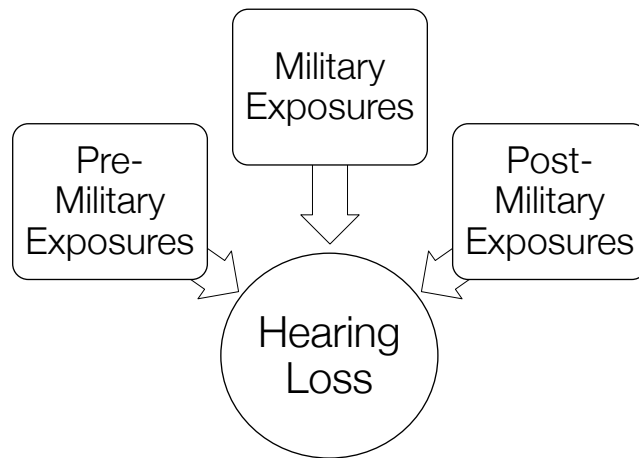 Military
Exposures
Pre-
Military
Exposures
Post-
Military
Exposures
Hearing
Loss